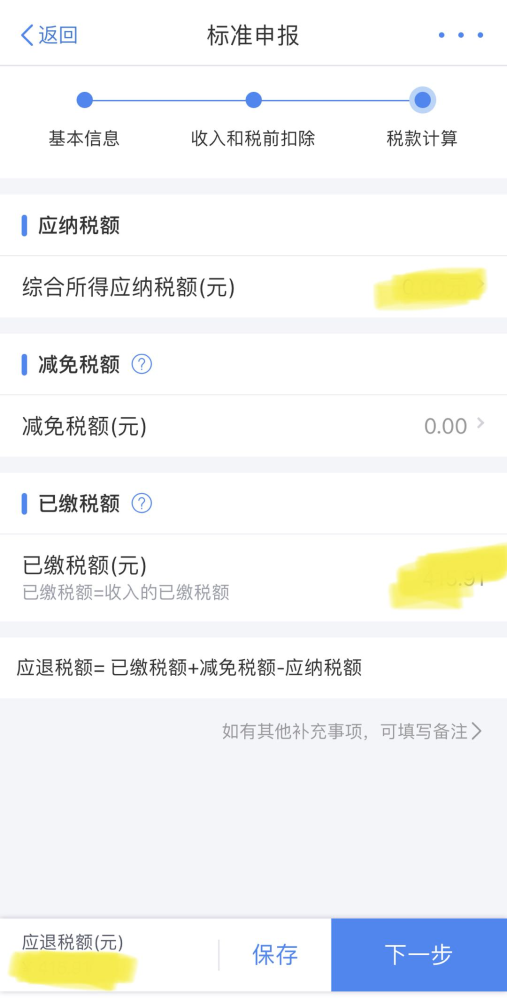 返回
标准申报
基本信息
收入和税前扣除
税款计算
应纳税额
综合所得应纳税额(元)
减免税额 ?
减免税额(元)
0.00
已缴税额 ?
已缴税额(元)
已缴税额=收入的已缴税额
应退税额= 已缴税额+减免税额-应纳税额
如有其他补充事项，可填写备注
应退税额(元)
保存
下一步